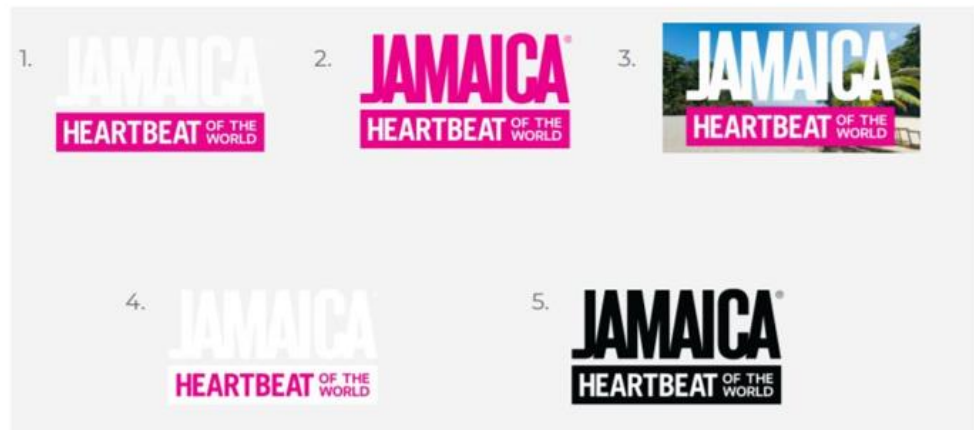 1.
JAMAICA
HEARTBEAT OF THE
WORLD
2.
JAMAICA®
HEARTBEAT OF THE
WORLD
3.
JAMAICA
HEARTBEAT OF THE
WORLD
4.
JAMAICA
HEARTBEAT OF THE
WORLD
5.
JAMAICA®
HEARTBEAT OF THE
WORLD